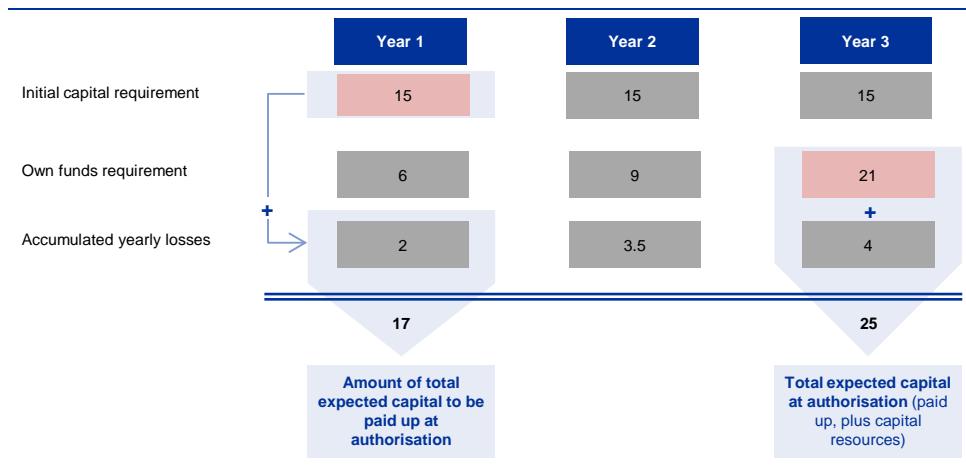 Year 1
Year 2
Year 3
Initial capital requirement
15
15
15
Own funds requirement
6
9
21
+
+
Accumulated yearly losses
2
3.5
4
17
25
Amount of total
expected capital to be
paid up at
authorisation
Total expected capital
at authorisation (paid
up, plus capital
resources)